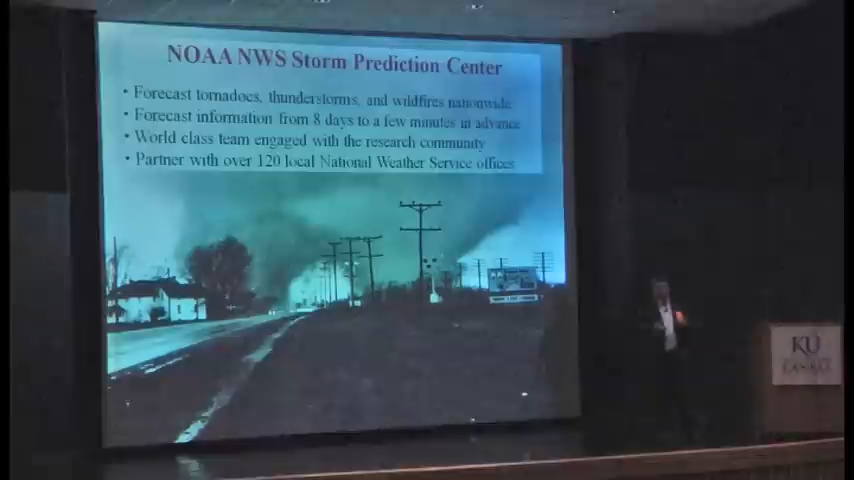 NOAA NWS Storm Prediction Center
• Forecast tornadoes, thunderstorms, and wildfires nationwide
• Forecast information from 8 days to a few minutes in advance
• World class team engaged with the research community
• Partner with over 120 local National Weather Service offices
KU
KANSAS